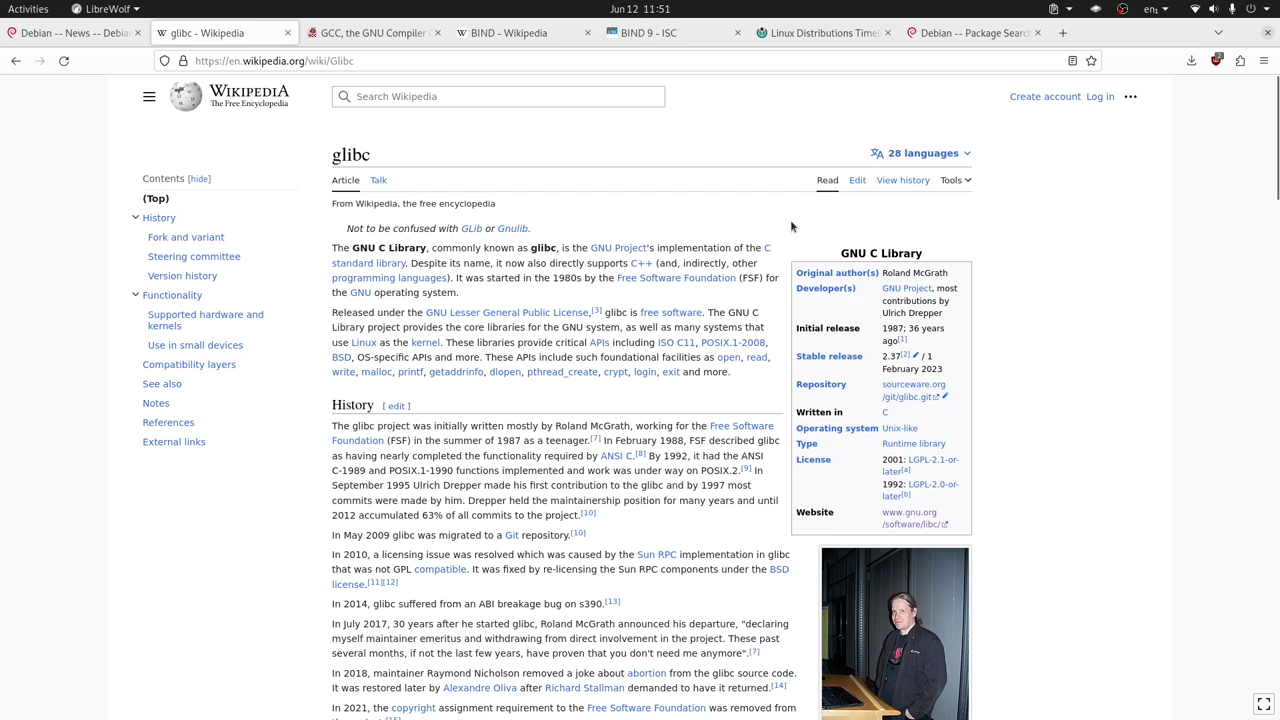 Activities
LibreWolf
Jun 12 11:51
en
Debian -- News -- Debia
glibc - Wikipedia
GCC, the GNU Compiler
BIND - Wikipedia
BIND 9 - ISC
Linux Distributions Timel
Debian -- Package Searc
https://en.wikipedia.org/wiki/Glibc
WIKIPEDIA
The Free Encyclopedia
Search Wikipedia
Create account
Log in
glibc
28 languages
Article
Talk
Read
Edit
View history
Tools
From Wikipedia, the free encyclopedia
Contents [hide]
(Top)
History
Fork and variant
Steering committee
Version history
Functionality
Supported hardware and
kernels
Use in small devices
Compatibility layers
See also
Notes
References
External links
Not to be confused with GLib or Gnulib.
The GNU C Library, commonly known as glibc, is the GNU Project's implementation of the C
standard library. Despite its name, it now also directly supports C++ (and, indirectly, other
programming languages). It was started in the 1980s by the Free Software Foundation (FSF) for
the GNU operating system.
Released under the GNU Lesser General Public License,[3] glibc is free software. The GNU C
Library project provides the core libraries for the GNU system, as well as many systems that
use Linux as the kernel. These libraries provide critical APIs including ISO C11, POSIX.1-2008,
BSD, OS-specific APIs and more. These APIs include such foundational facilities as open, read,
write, malloc, printf, getaddrinfo, dlopen, pthread_create, crypt, login, exit and more.
History [ edit ]
The glibc project was initially written mostly by Roland McGrath, working for the Free Software
Foundation (FSF) in the summer of 1987 as a teenager.[7] In February 1988, FSF described glibc
as having nearly completed the functionality required by ANSI C.[8] By 1992, it had the ANSI
C-1989 and POSIX.1-1990 functions implemented and work was under way on POSIX.2.[9] In
September 1995 Ulrich Drepper made his first contribution to the glibc and by 1997 most
commits were made by him. Drepper held the maintainership position for many years and until
2012 accumulated 63% of all commits to the project.[10]
In May 2009 glibc was migrated to a Git repository.[10]
In 2010, a licensing issue was resolved which was caused by the Sun RPC implementation in glibc
that was not GPL compatible. It was fixed by re-licensing the Sun RPC components under the BSD
license.[11][12]
In 2014, glibc suffered from an ABI breakage bug on s390.[13]
In July 2017, 30 years after he started glibc, Roland McGrath announced his departure, "declaring
myself maintainer emeritus and withdrawing from direct involvement in the project. These past
several months, if not the last few years, have proven that you don't need me anymore".[7]
In 2018, maintainer Raymond Nicholson removed a joke about abortion from the glibc source code.
It was restored later by Alexandre Oliva after Richard Stallman demanded to have it returned.[14]
In 2021, the copyright assignment requirement to the Free Software Foundation was removed from
GNU C Library
Original author(s) Roland McGrath
Developer(s) GNU Project, most
contributions by
Ulrich Drepper
Initial release 1987; 36 years
ago[1]
Stable release 2.37[2] / 1
February 2023
Repository sourceware.org
/git/glibc.git
Written in C
Operating system Unix-like
Type Runtime library
License 2001: LGPL-2.1-or-
later[a]
1992: LGPL-2.0-or-
later[b]
Website www.gnu.org
/software/libc/